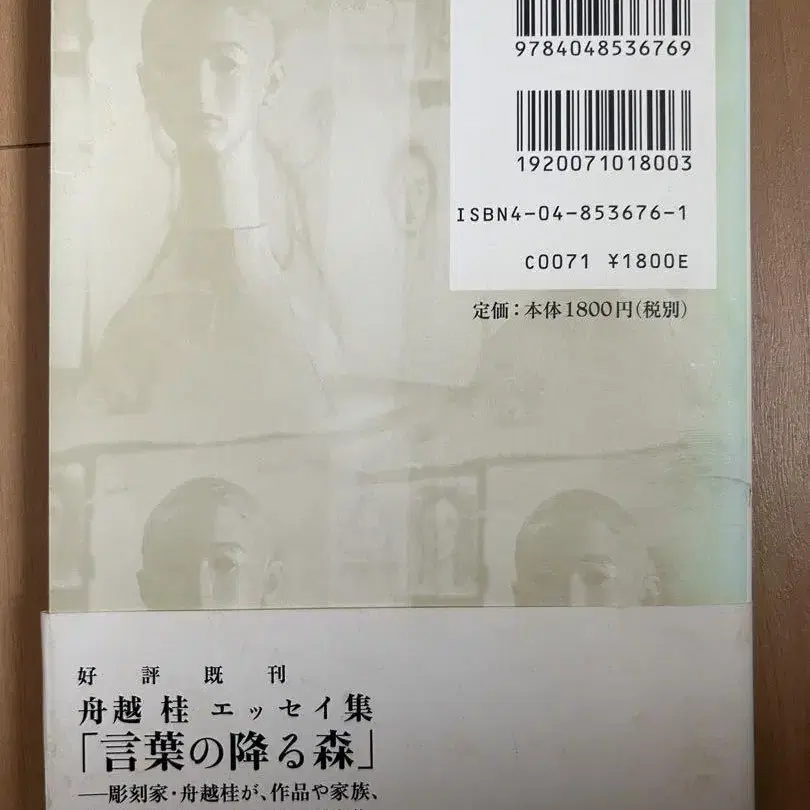 9784048536769
1920071018003
ISBN4-04-853676-1
C0071 ¥1800E
定価：本体1800円(税別)
好評既刊
舟越 桂 エッセイ集
「言葉の降る森」
──彫刻家・舟越桂が、作品や家族、